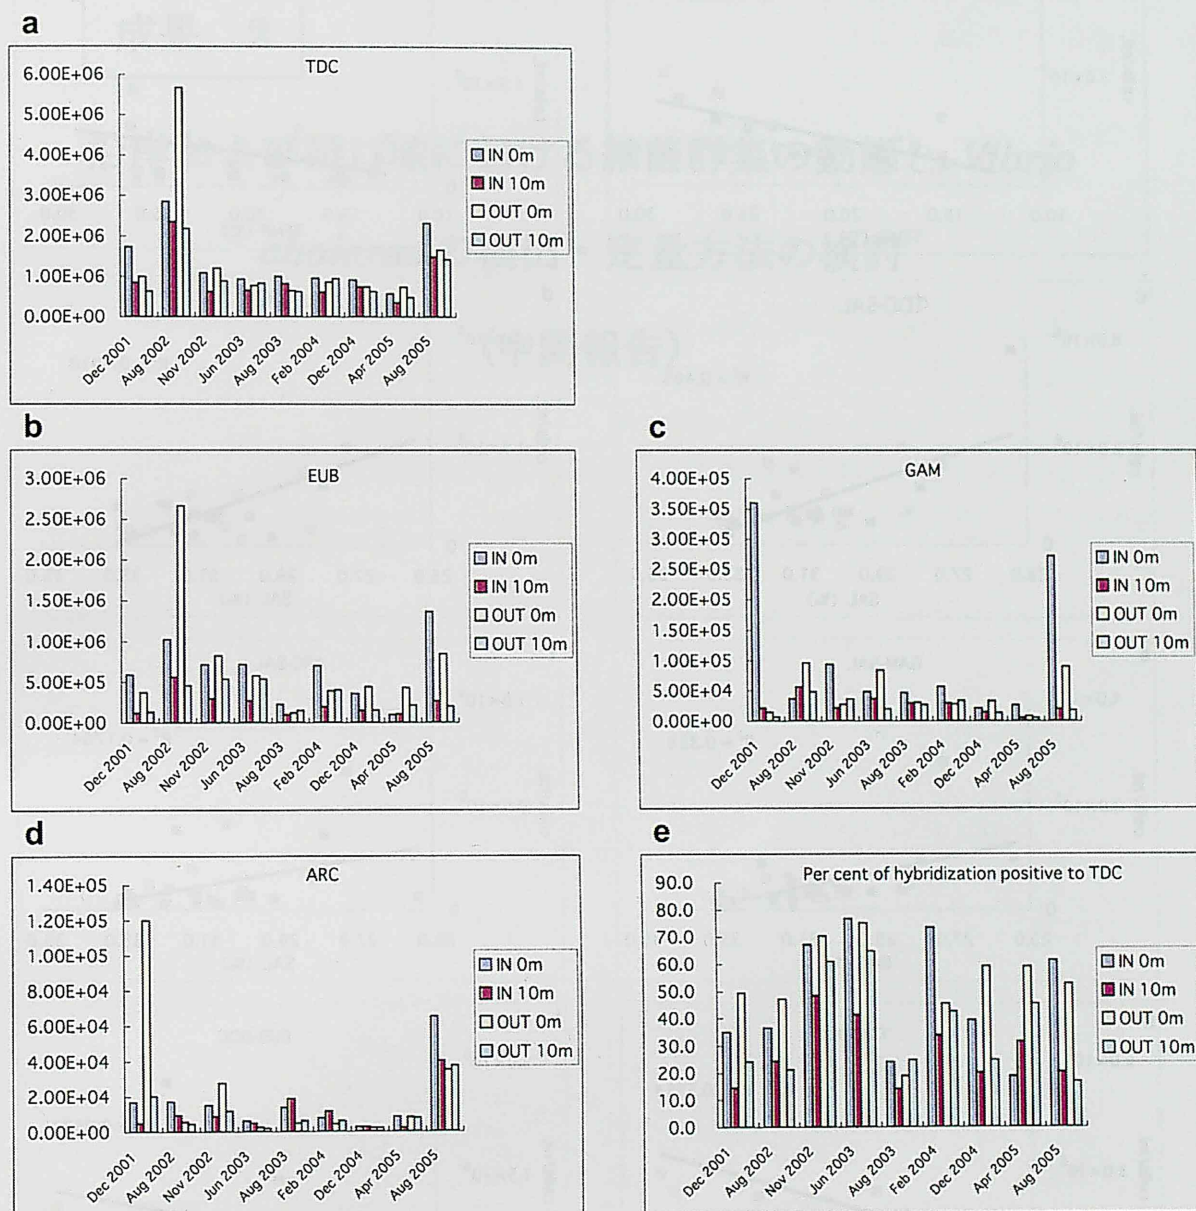 a
TDC
6.00E+06
5.00E+06
4.00E+06
3.00E+06
2.00E+06
1.00E+06
0.00E+00
Dec 2001
Aug 2002
Nov 2002
Jun 2003
Aug 2003
Feb 2004
Dec 2004
Apr 2005
Aug 2005
IN 0m
IN 10m
OUT 0m
OUT 10m
b
EUB
3.00E+06
2.50E+06
2.00E+06
1.50E+06
1.00E+06
5.00E+05
0.00E+00
Dec 2001
Aug 2002
Nov 2002
Jun 2003
Aug 2003
Feb 2004
Dec 2004
Apr 2005
Aug 2005
IN 0m
IN 10m
OUT 0m
OUT 10m
c
GAM
4.00E+05
3.50E+05
3.00E+05
2.50E+05
2.00E+05
1.50E+05
1.00E+05
5.00E+04
0.00E+00
Dec 2001
Aug 2002
Nov 2002
Jun 2003
Aug 2003
Feb 2004
Dec 2004
Apr 2005
Aug 2005
IN 0m
IN 10m
OUT 0m
OUT 10m
d
ARC
1.40E+05
1.20E+05
1.00E+05
8.00E+04
6.00E+04
4.00E+04
2.00E+04
0.00E+00
Dec 2001
Aug 2002
Nov 2002
Jun 2003
Aug 2003
Feb 2004
Dec 2004
Apr 2005
Aug 2005
IN 0m
IN 10m
OUT 0m
OUT 10m
e
Per cent of hybridization positive to TDC
90.0
80.0
70.0
60.0
50.0
40.0
30.0
20.0
10.0
0.0
Dec 2001
Aug 2002
Nov 2002
Jun 2003
Aug 2003
Feb 2004
Dec 2004
Apr 2005
Aug 2005
IN 0m
IN 10m
OUT 0m
OUT 10m